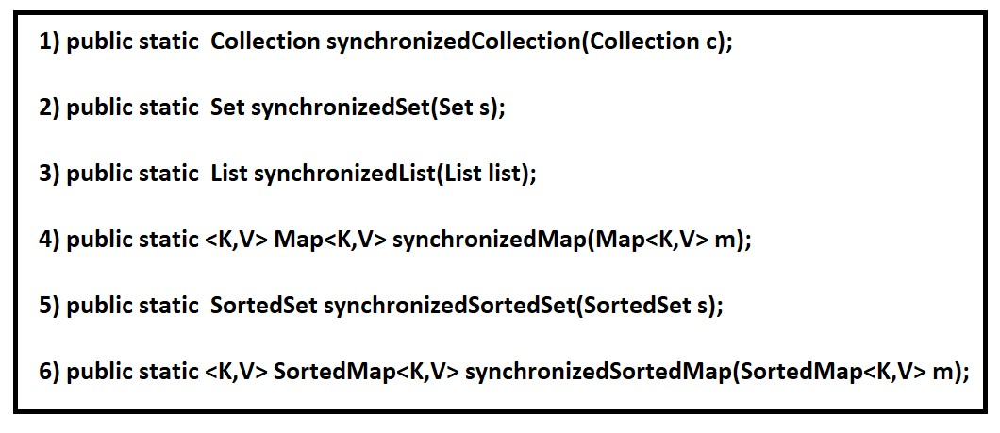 1) public static  Collection synchronizedCollection(Collection c);
2) public static  Set synchronizedSet(Set s);
3) public static  List synchronizedList(List list);
4) public static <K,V> Map<K,V> synchronizedMap(Map<K,V> m);
5) public static  SortedSet synchronizedSortedSet(SortedSet s);
6) public static <K,V> SortedMap<K,V> synchronizedSortedMap(SortedMap<K,V> m);